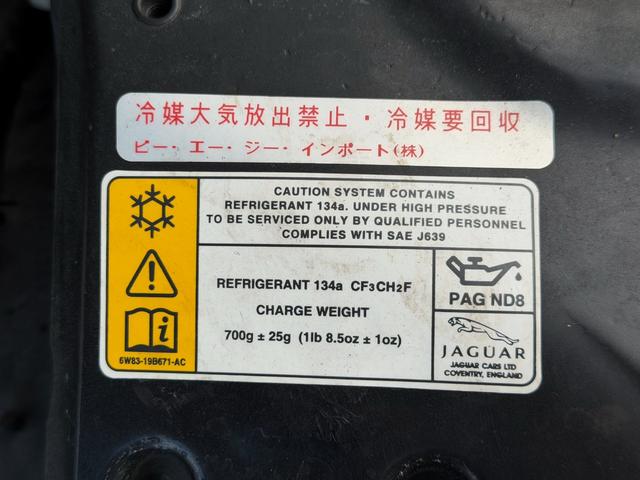 冷媒大気放出禁止・冷媒要回収
ピー・エー・ジー・インポート(株)
CAUTION SYSTEM CONTAINS
REFRIGERANT 134a. UNDER HIGH PRESSURE
TO BE SERVICED ONLY BY QUALIFIED PERSONNEL
COMPLIES WITH SAE J639
REFRIGERANT 134a CF3CH2F
CHARGE WEIGHT
700g ± 25g (1lb 8.5oz ± 1oz)
6W83-19B671-AC
PAG ND8
JAGUAR
JAGUAR CARS LTD
COVENTRY, ENGLAND